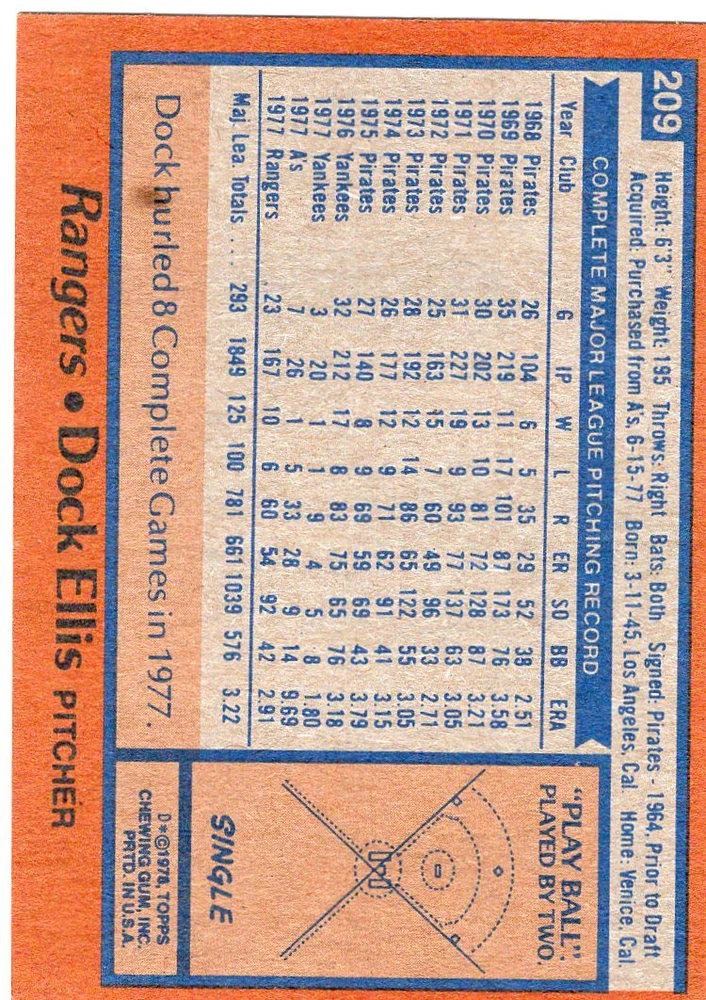 209
Height: 6'3" Weight: 195 Throws: Right Bats: Both Signed: Pirates - 1964, Prior to Draft
Acquired: Purchased from A's, 6-15-77 Born: 3-11-45, Los Angeles, Cal. Home: Venice, Cal.
COMPLETE MAJOR LEAGUE PITCHING RECORD
Year Club G IP W L R ER SO BB ERA
1968 Pirates 26 104 6 5 35 29 52 38 2.51
1969 Pirates 35 219 11 17 101 87 173 76 3.58
1970 Pirates 30 202 13 10 81 72 128 87 3.21
1971 Pirates 31 227 19 9 93 77 137 63 3.05
1972 Pirates 25 163 15 7 60 49 96 33 2.71
1973 Pirates 28 192 12 14 86 65 122 55 3.05
1974 Pirates 26 177 12 9 71 62 91 41 3.15
1975 Pirates 27 140 8 9 69 59 69 43 3.79
1976 Yankees 32 212 17 8 83 75 65 76 3.18
1977 Yankees 3 20 1 1 9 4 5 8 1.80
1977 A's 7 26 1 5 33 28 9 14 9.69
1977 Rangers 23 167 10 6 60 54 92 42 2.91
Maj. Lea. Totals .... 293 1849 125 100 781 661 1039 576 3.22
Dock hurled 8 Complete Games in 1977.
"PLAY BALL"
PLAYED BY TWO.
SINGLE
D*©1978, TOPPS
CHEWING GUM, INC.
PRTD. IN U.S.A.
Rangers • Dock Ellis PITCHER